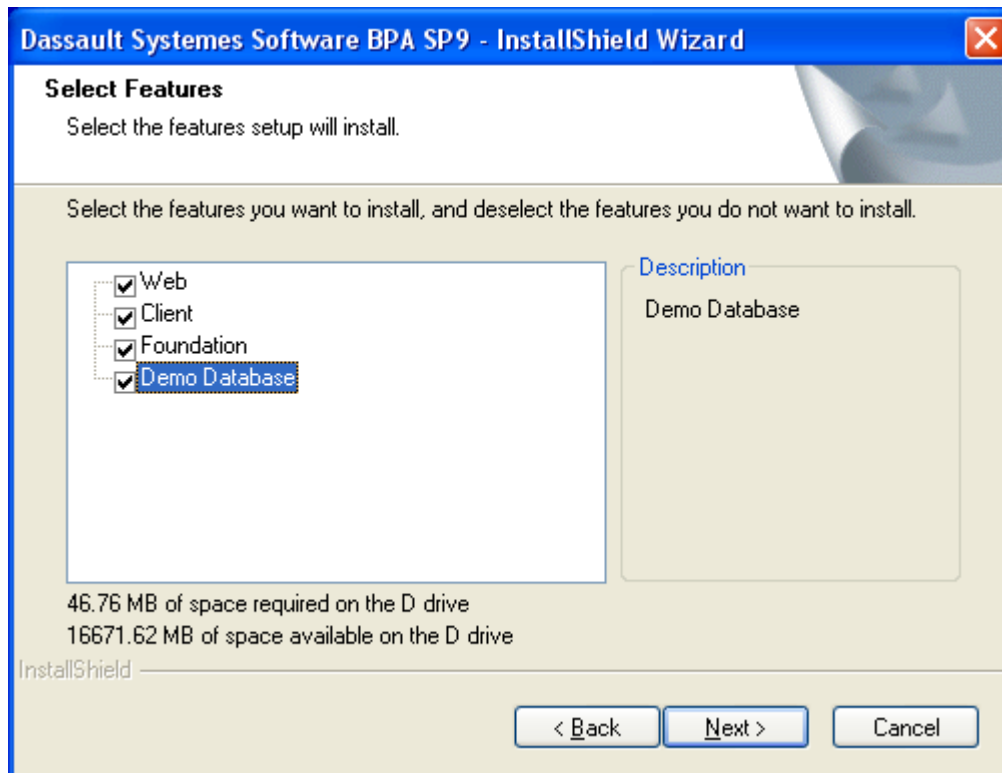 Dassault Systemes Software BPA SP9 - InstallShield Wizard
Select Features
Select the features setup will install.
Select the features you want to install, and deselect the features you do not want to install.
Web
Client
Foundation
Demo Database
Description
Demo Database
46.76 MB of space required on the D drive
16671.62 MB of space available on the D drive
InstallShield
< Back
Next >
Cancel